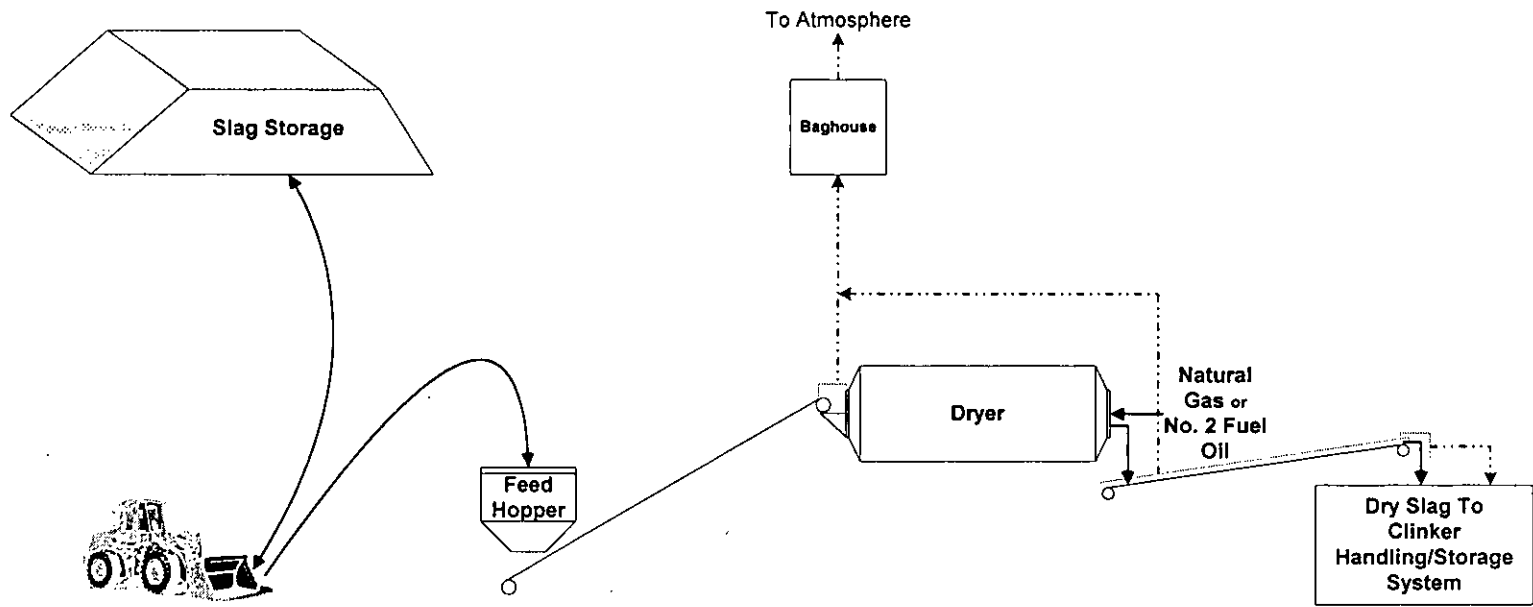 To Atmosphere
Slag Storage
Baghouse
Natural
Gas or
No. 2 Fuel
Oil
Dryer
Feed
Hopper
Dry Slag To
Clinker
Handling/Storage
System